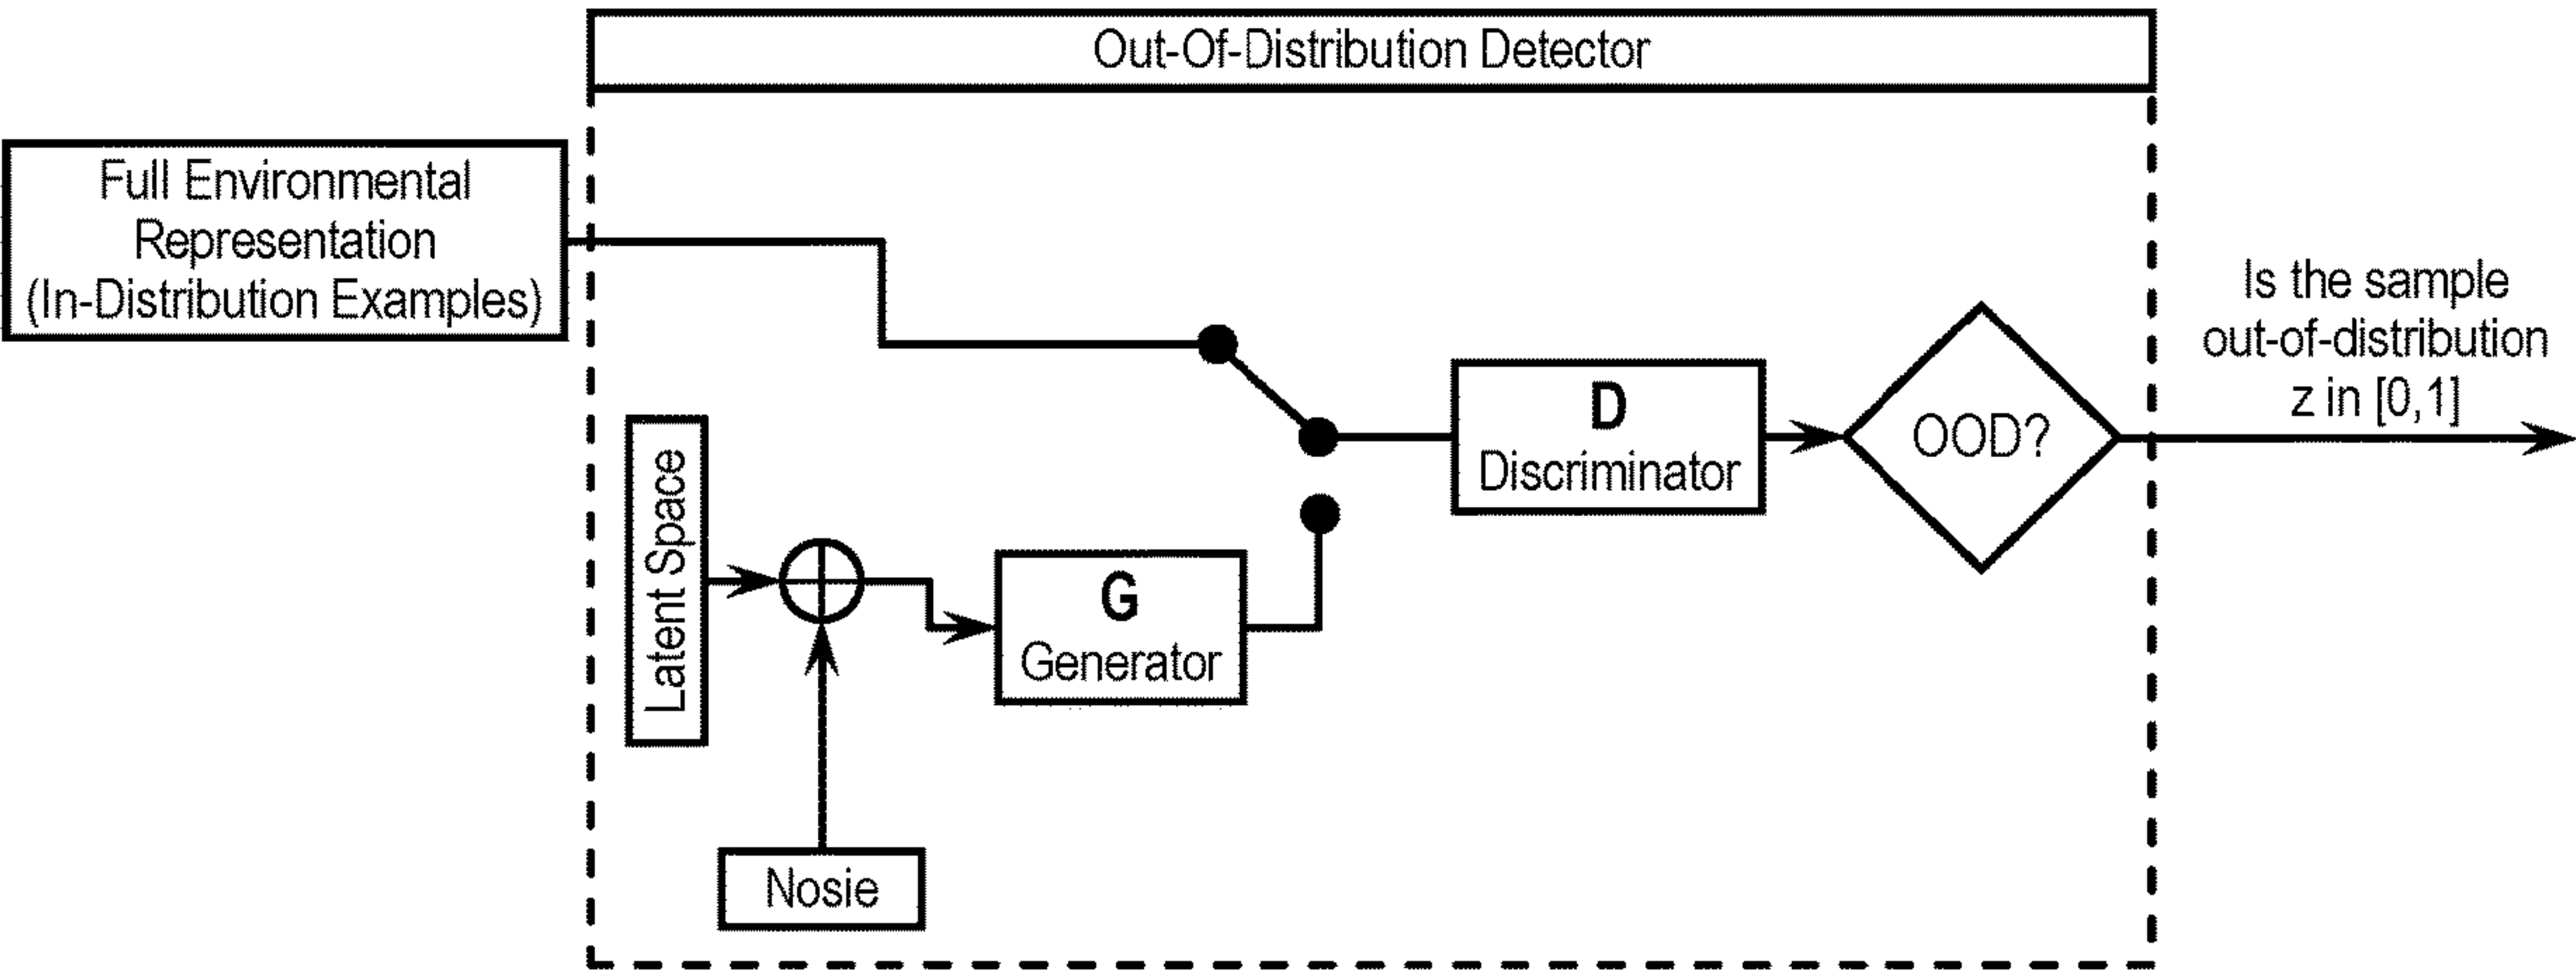 Out-Of-Distribution Detector
Full Environmental
Representation
(In-Distribution Examples)
Is the sample
out-of-distribution
z in [0,1]
D
Discriminator
OOD?
Latent Space
G
Generator
Nosie